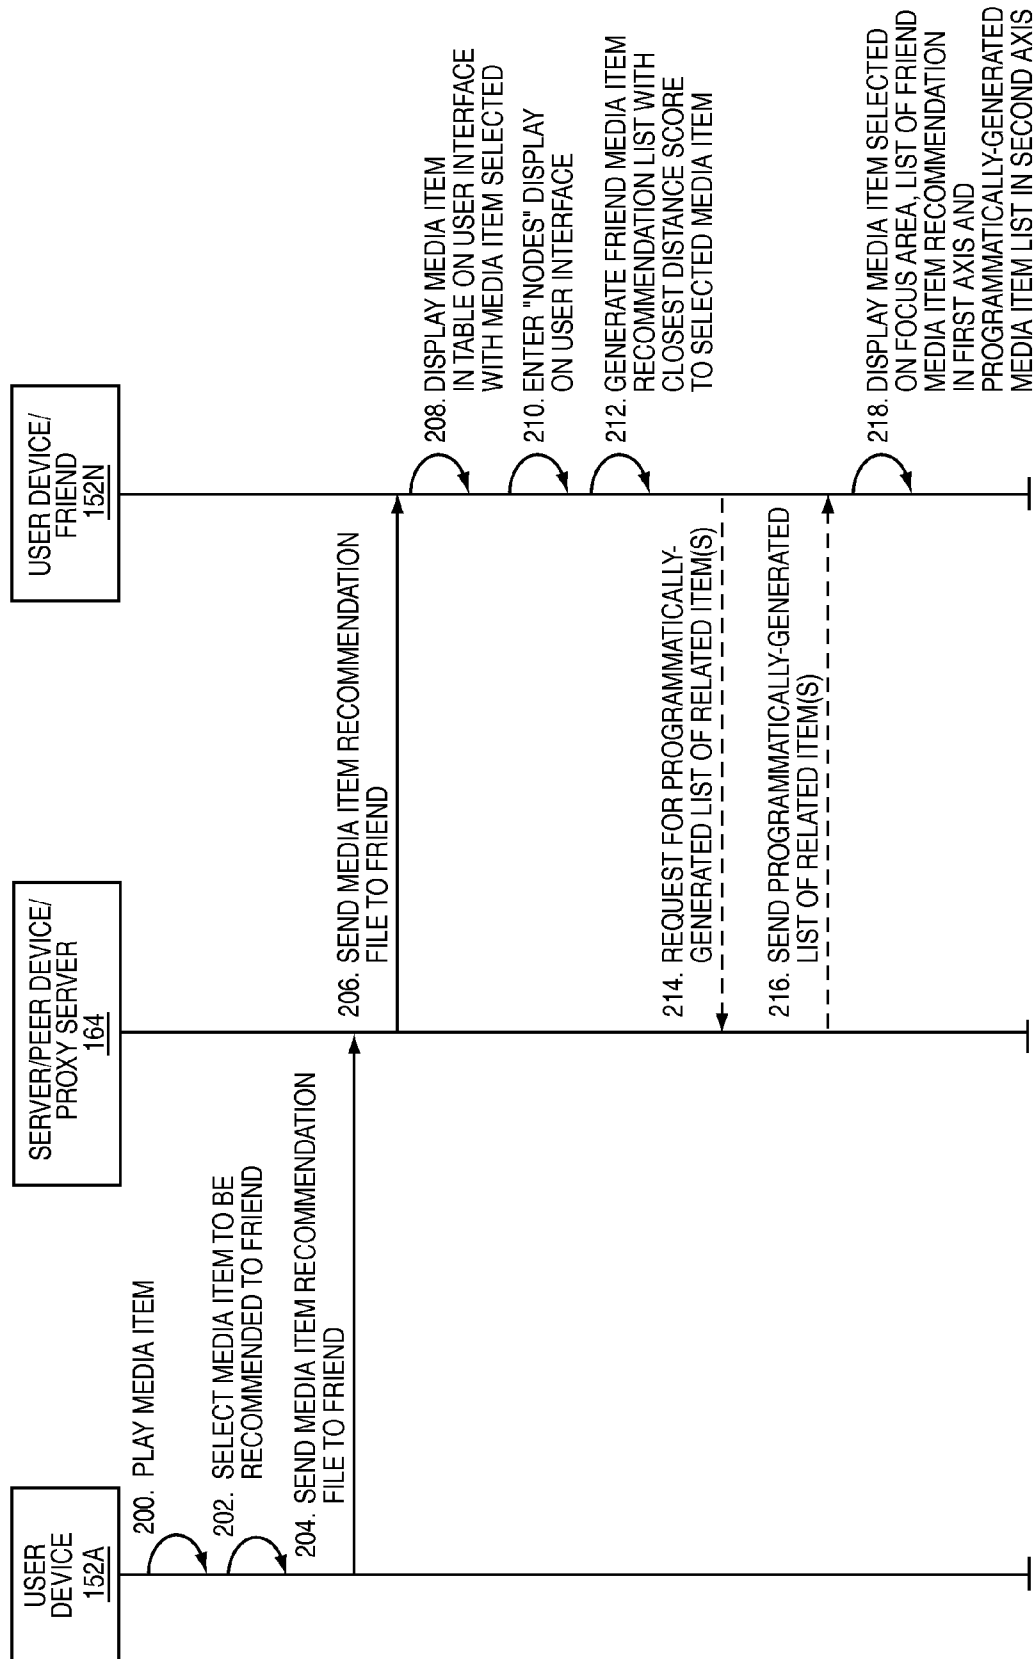 USER
DEVICE
152A
SERVER/PEER DEVICE/
PROXY SERVER
164
USER DEVICE/
FRIEND
152N
200. PLAY MEDIA ITEM
202. SELECT MEDIA ITEM TO BE
RECOMMENDED TO FRIEND
204. SEND MEDIA ITEM RECOMMENDATION
FILE TO FRIEND
206. SEND MEDIA ITEM RECOMMENDATION
FILE TO FRIEND
208. DISPLAY MEDIA ITEM
IN TABLE ON USER INTERFACE
WITH MEDIA ITEM SELECTED
210. ENTER "NODES" DISPLAY
ON USER INTERFACE
212. GENERATE FRIEND MEDIA ITEM
RECOMMENDATION LIST WITH
CLOSEST DISTANCE SCORE
TO SELECTED MEDIA ITEM
214. REQUEST FOR PROGRAMMATICALLY-
GENERATED LIST OF RELATED ITEM(S)
216. SEND PROGRAMMATICALLY-GENERATED
LIST OF RELATED ITEM(S)
218. DISPLAY MEDIA ITEM SELECTED
ON FOCUS AREA, LIST OF FRIEND
MEDIA ITEM RECOMMENDATION
IN FIRST AXIS AND
PROGRAMMATICALLY-GENERATED
MEDIA ITEM LIST IN SECOND AXIS